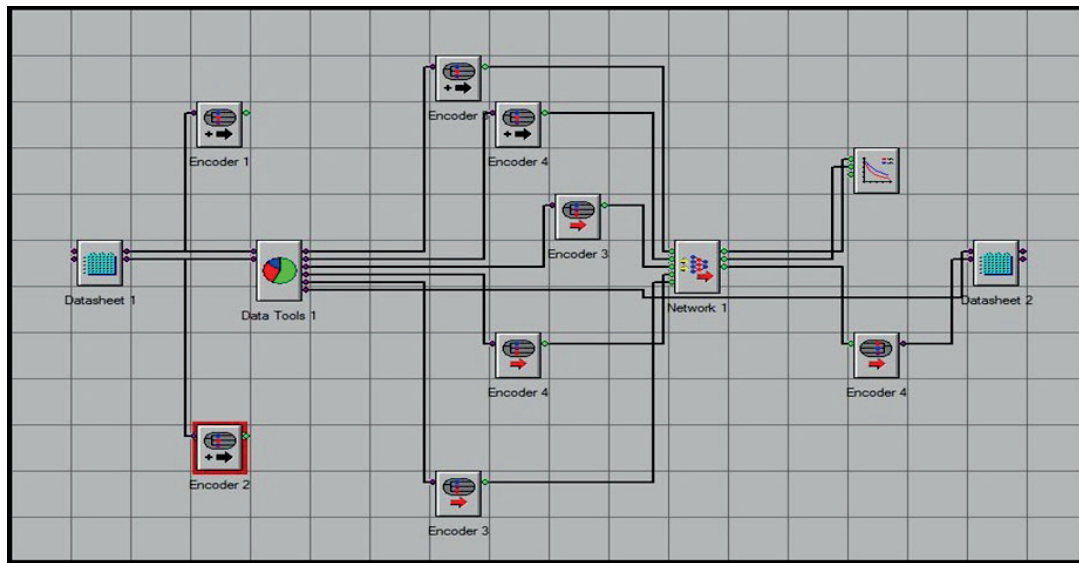 Encoder
Encoder 1
Encoder 4
Encoder 3
Datasheet 1
Data Tools 1
Network 1
Datasheet 2
Encoder 4
Encoder 4
Encoder 2
Encoder 3